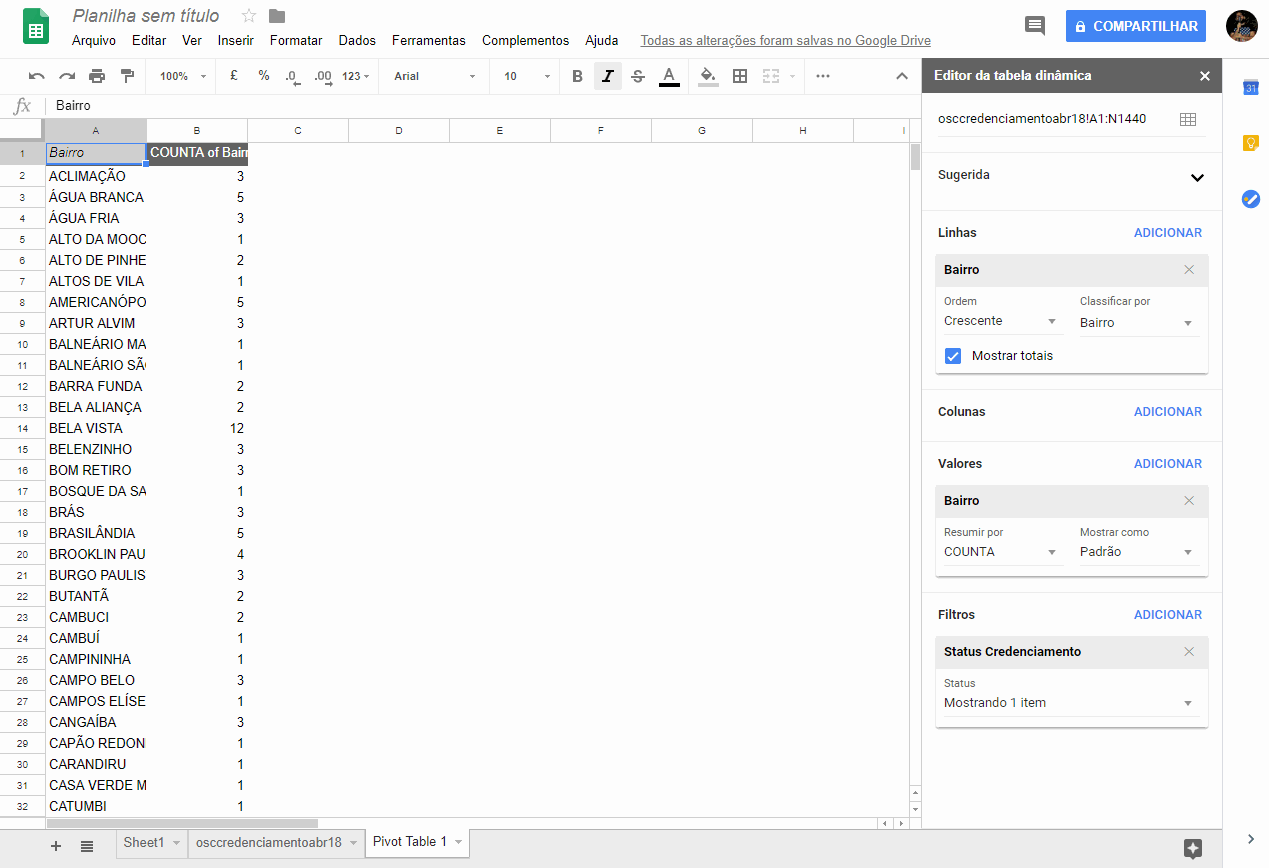 Planilha sem título
Arquivo Editar Ver Inserir Formatar Dados Ferramentas Complementos Ajuda Todas as alterações foram salvas no Google Drive
COMPARTILHAR
100% £ % .0 .00 123 Arial 10 B I S A
fx Bairro
A B C D E F G H I
1 Bairro COUNTA of Bairr
2 ACLIMAÇÃO 3
3 ÁGUA BRANCA 5
4 ÁGUA FRIA 3
5 ALTO DA MOOC 1
6 ALTO DE PINHE 2
7 ALTOS DE VILA 1
8 AMERICANÓPO 5
9 ARTUR ALVIM 3
10 BALNEÁRIO MA 1
11 BALNEÁRIO SÃO 1
12 BARRA FUNDA 2
13 BELA ALIANÇA 2
14 BELA VISTA 12
15 BELENZINHO 3
16 BOM RETIRO 3
17 BOSQUE DA SA 1
18 BRÁS 3
19 BRASILÂNDIA 5
20 BROOKLIN PAU 4
21 BURGO PAULIS 3
22 BUTANTÃ 2
23 CAMBUCI 2
24 CAMBUÍ 1
25 CAMPININHA 1
26 CAMPO BELO 3
27 CAMPOS ELÍSE 1
28 CANGAÍBA 3
29 CAPÃO REDON 1
30 CARANDIRU 1
31 CASA VERDE M 1
32 CATUMBI 1
Sheet1 osccredenciamentoabr18 Pivot Table 1
Editor da tabela dinâmica
osccredenciamentoabr18!A1:N1440
Sugerida
Linhas ADICIONAR
Bairro
Ordem Classificar por
Crescente Bairro
Mostrar totais
Colunas ADICIONAR
Valores ADICIONAR
Bairro
Resumir por Mostrar como
COUNTA Padrão
Filtros ADICIONAR
Status Credenciamento
Status
Mostrando 1 item
31